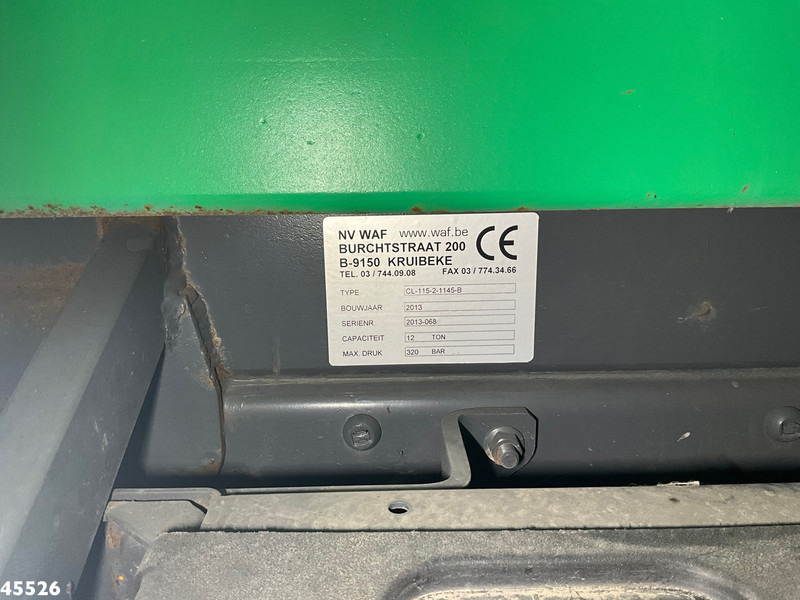 NV WAF www.waf.be
BURCHTSTRAAT 200
B-9150 KRUIBEKE
CE
TEL. 03 / 744.09.08 FAX 03 / 774.34.66
TYPE CL-115-2-1145-B
BOUWJAAR 2013
SERIENR. 2013-068
CAPACITEIT 12 TON
MAX. DRUK 320 BAR
45526